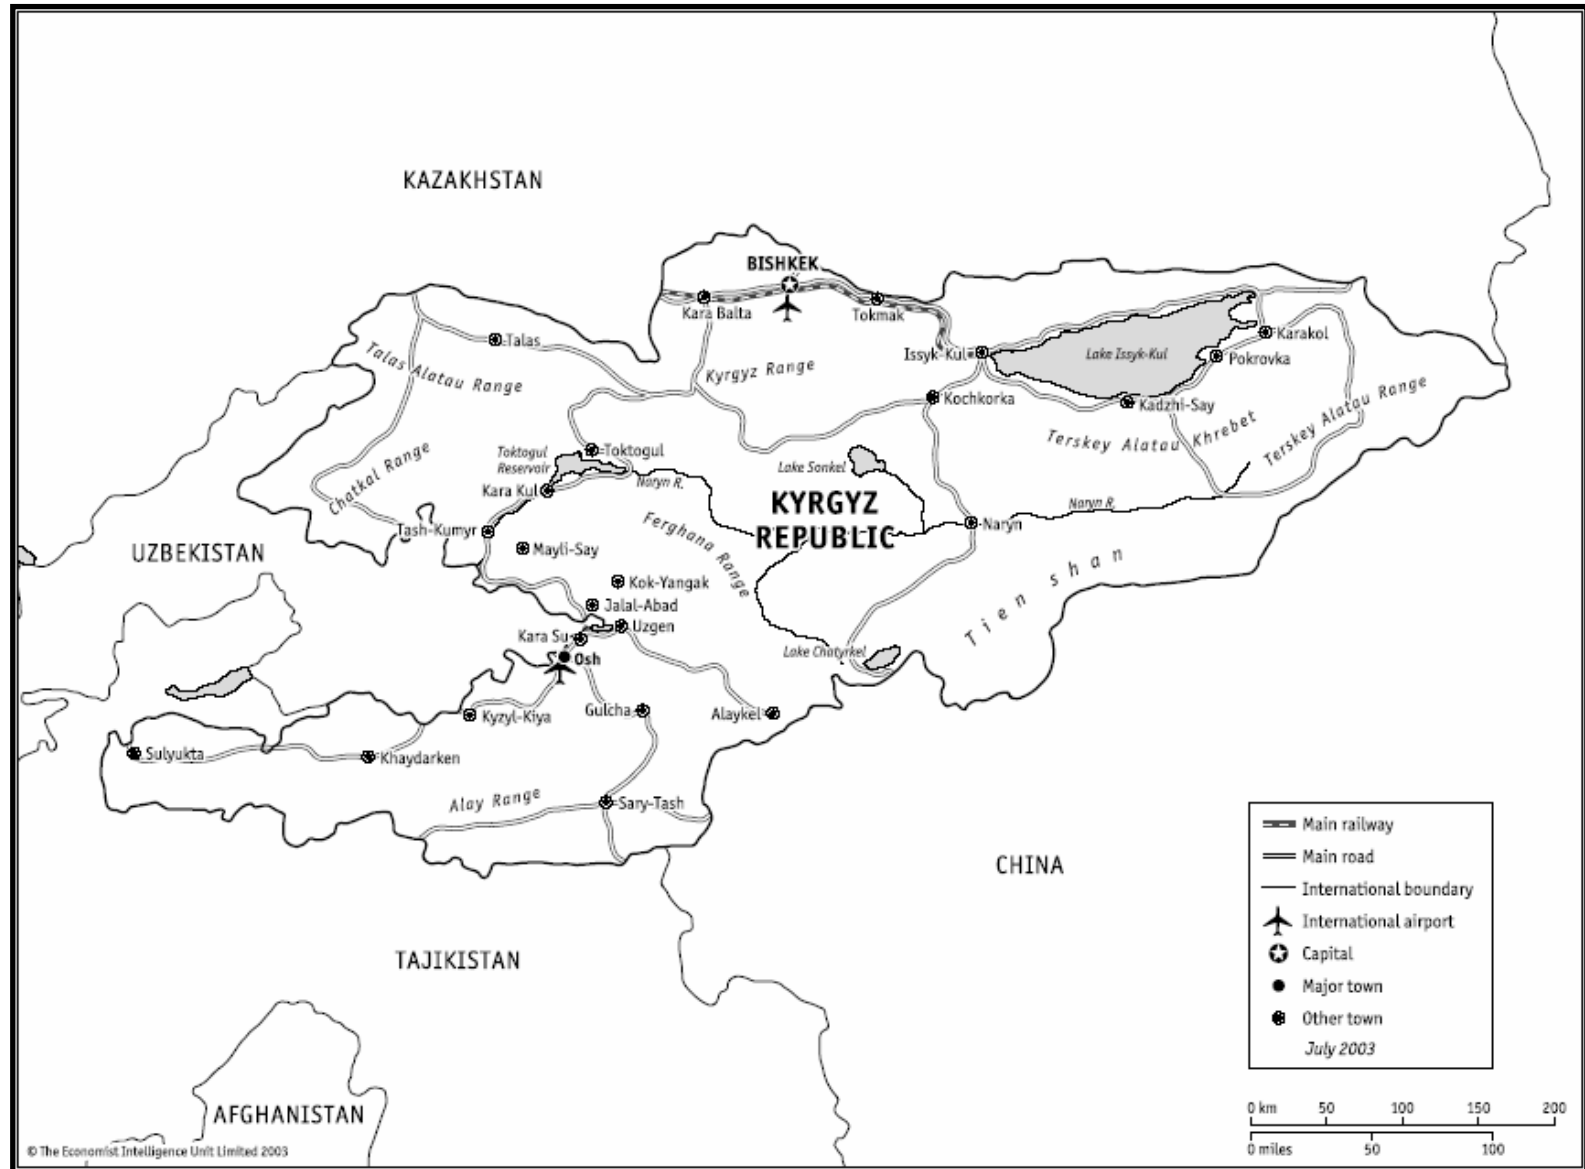 KAZAKHSTAN
BISHKEK
Kara Balta
Tokmak
Talas
Issyk-Kul
Lake Issyk-Kul
Karakol
Pokrovka
Talas Alatau Range
Kyrgyz Range
Kochkorka
Kadzhi-Say
Terskey Alatau Khrebet
Terskey Alatau Range
Toktogul
Toktogul
Reservoir
Chatkal Range
Lake Sonkel
Kara Kul
Naryn R.
KYRGYZ
REPUBLIC
Naryn R.
Tash-Kumyr
Naryn
Ferghana Range
UZBEKISTAN
Mayli-Say
Tien shan
Kok-Yangak
Jalal-Abad
Uzgen
Kara Su
Osh
Lake Chatyrkel
Kyzyl-Kiya
Gulcha
Alaykel
Sulyukta
Khaydarken
Alay Range
Sary-Tash
CHINA
TAJIKISTAN
AFGHANISTAN
Main railway
Main road
International boundary
International airport
Capital
Major town
Other town
July 2003
0 km 50 100 150 200
0 miles 50 100
© The Economist Intelligence Unit Limited 2003